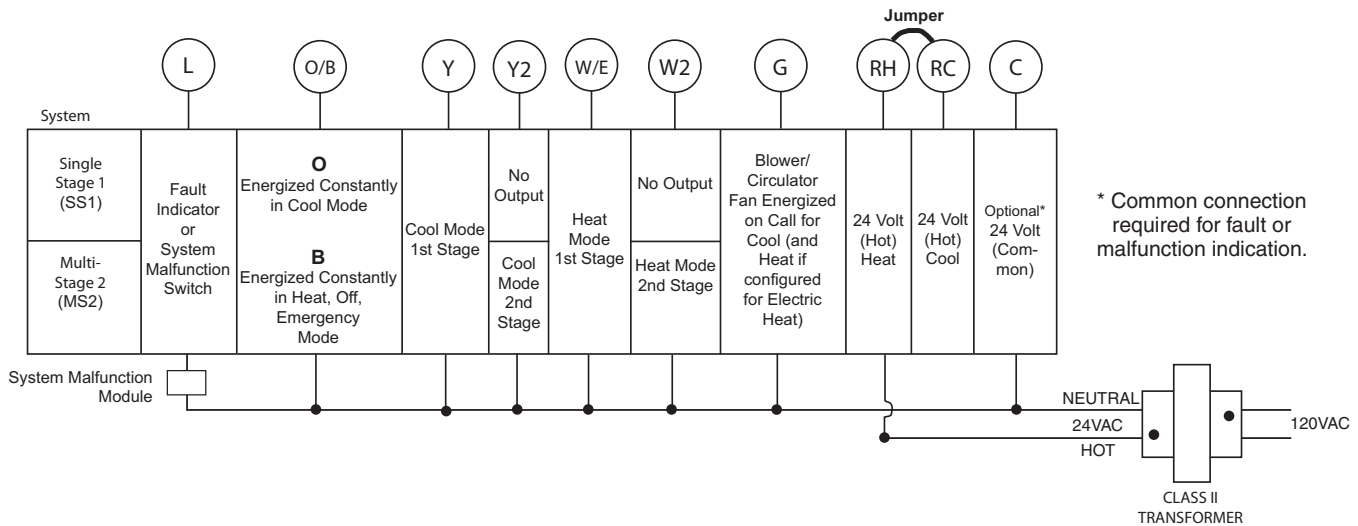 Jumper
L
O/B
Y
Y2
W/E
W2
G
RH
RC
C
System
Single
Stage 1
(SS1)
Multi-
Stage 2
(MS2)
Fault
Indicator
or
System
Malfunction
Switch
O
Energized Constantly
in Cool Mode
B
Energized Constantly
in Heat, Off,
Emergency
Mode
Cool Mode
1st Stage
No
Output
Cool
Mode
2nd
Stage
Heat
Mode
1st Stage
No Output
Heat Mode
2nd Stage
Blower/
Circulator
Fan Energized
on Call for
Cool (and
Heat if
configured
for Electric
Heat)
24 Volt
(Hot)
Heat
24 Volt
(Hot)
Cool
Optional*
24 Volt
(Com-
mon)
* Common connection
required for fault or
malfunction indication.
System Malfunction
Module
NEUTRAL
24VAC
HOT
120VAC
CLASS II
TRANSFORMER